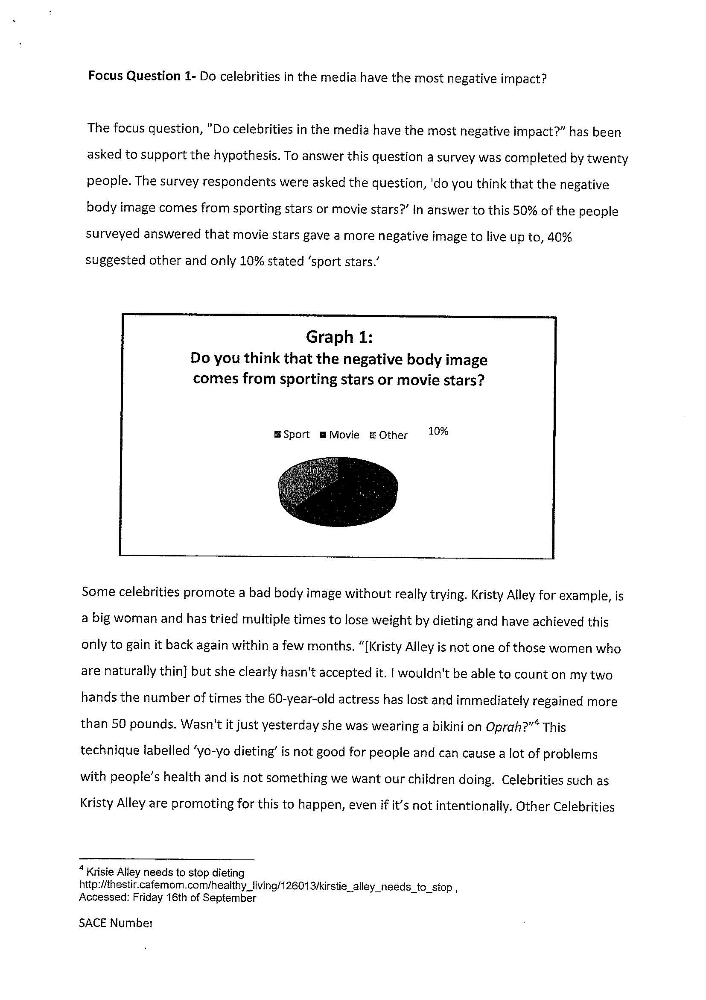 Focus Question 1- Do celebrities in the media have the most negative impact?
The focus question, "Do celebrities in the media have the most negative impact?” has been
asked to support the hypothesis. To answer this question a survey was completed by twenty
people. The survey respondents were asked the question, 'do you think that the negative
body image comes from sporting stars or movie stars?’ In answer to this 50% of the people
surveyed answered that movie stars gave a more negative image to live up to, 40%
suggested other and only 10% stated ‘sport stars.’
Graph 1:
Do you think that the negative body image
comes from sporting stars or movie stars?
Sport Movie Other 10%
40%
Some celebrities promote a bad body image without really trying. Kristy Alley for example, is
a big woman and has tried multiple times to lose weight by dieting and have achieved this
only to gain it back again within a few months. “[Kristy Alley is not one of those women who
are naturally thin] but she clearly hasn't accepted it. I wouldn't be able to count on my two
hands the number of times the 60-year-old actress has lost and immediately regained more
than 50 pounds. Wasn't it just yesterday she was wearing a bikini on Oprah?”⁴ This
technique labelled ‘yo-yo dieting’ is not good for people and can cause a lot of problems
with people’s health and is not something we want our children doing.  Celebrities such as
Kristy Alley are promoting for this to happen, even if it’s not intentionally. Other Celebrities
⁴ Krisie Alley needs to stop dieting
http://thestir.cafemom.com/healthy_living/126013/kirstie_alley_needs_to_stop ,
Accessed: Friday 16th of September
SACE Number